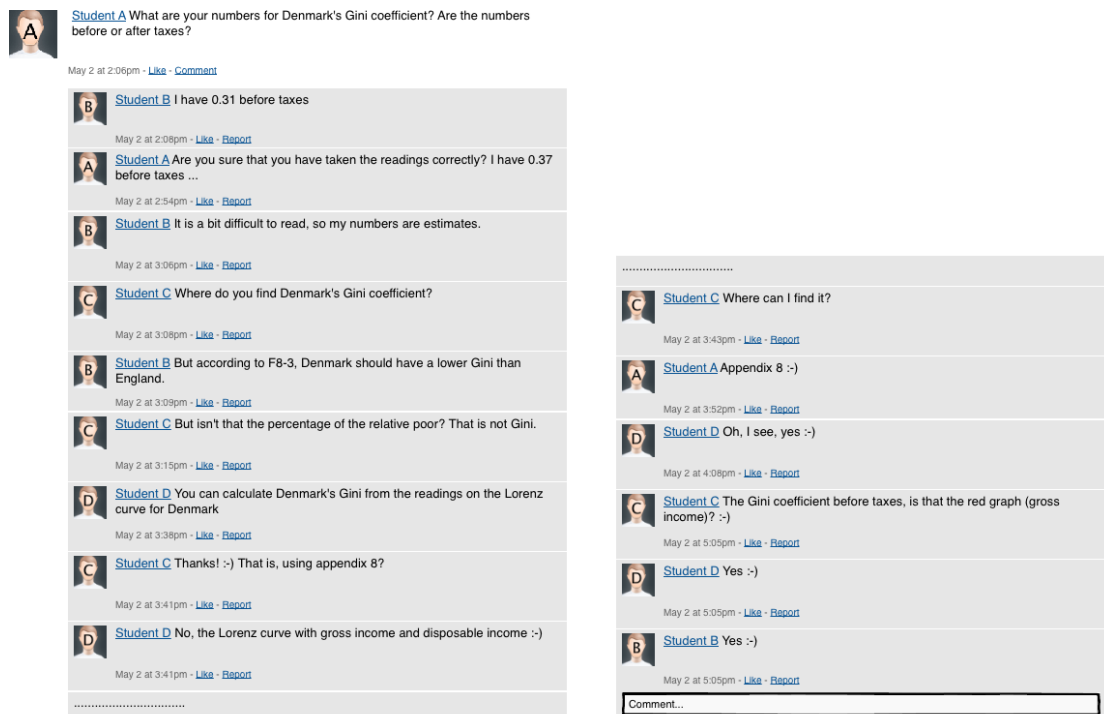 A
Student A What are your numbers for Denmark's Gini coefficient? Are the numbers
before or after taxes?
May 2 at 2:06pm - Like - Comment
B
Student B I have 0.31 before taxes
May 2 at 2:08pm - Like - Report
A
Student A Are you sure that you have taken the readings correctly? I have 0.37
before taxes ...
May 2 at 2:54pm - Like - Report
B
Student B It is a bit difficult to read, so my numbers are estimates.
May 2 at 3:06pm - Like - Report
C
Student C Where do you find Denmark's Gini coefficient?
May 2 at 3:08pm - Like - Report
B
Student B But according to F8-3, Denmark should have a lower Gini than
England.
May 2 at 3:09pm - Like - Report
C
Student C But isn't that the percentage of the relative poor? That is not Gini.
May 2 at 3:15pm - Like - Report
D
Student D You can calculate Denmark's Gini from the readings on the Lorenz
curve for Denmark
May 2 at 3:38pm - Like - Report
C
Student C Thanks! :-) That is, using appendix 8?
May 2 at 3:41pm - Like - Report
D
Student D No, the Lorenz curve with gross income and disposable income :-)
May 2 at 3:41pm - Like - Report
................................
................................
C
Student C Where can I find it?
May 2 at 3:43pm - Like - Report
A
Student A Appendix 8 :-)
May 2 at 3:52pm - Like - Report
D
Student D Oh, I see, yes :-)
May 2 at 4:08pm - Like - Report
C
Student C The Gini coefficient before taxes, is that the red graph (gross
income)? :-)
May 2 at 5:05pm - Like - Report
D
Student D Yes :-)
May 2 at 5:05pm - Like - Report
B
Student B Yes :-)
May 2 at 5:05pm - Like - Report
Comment...